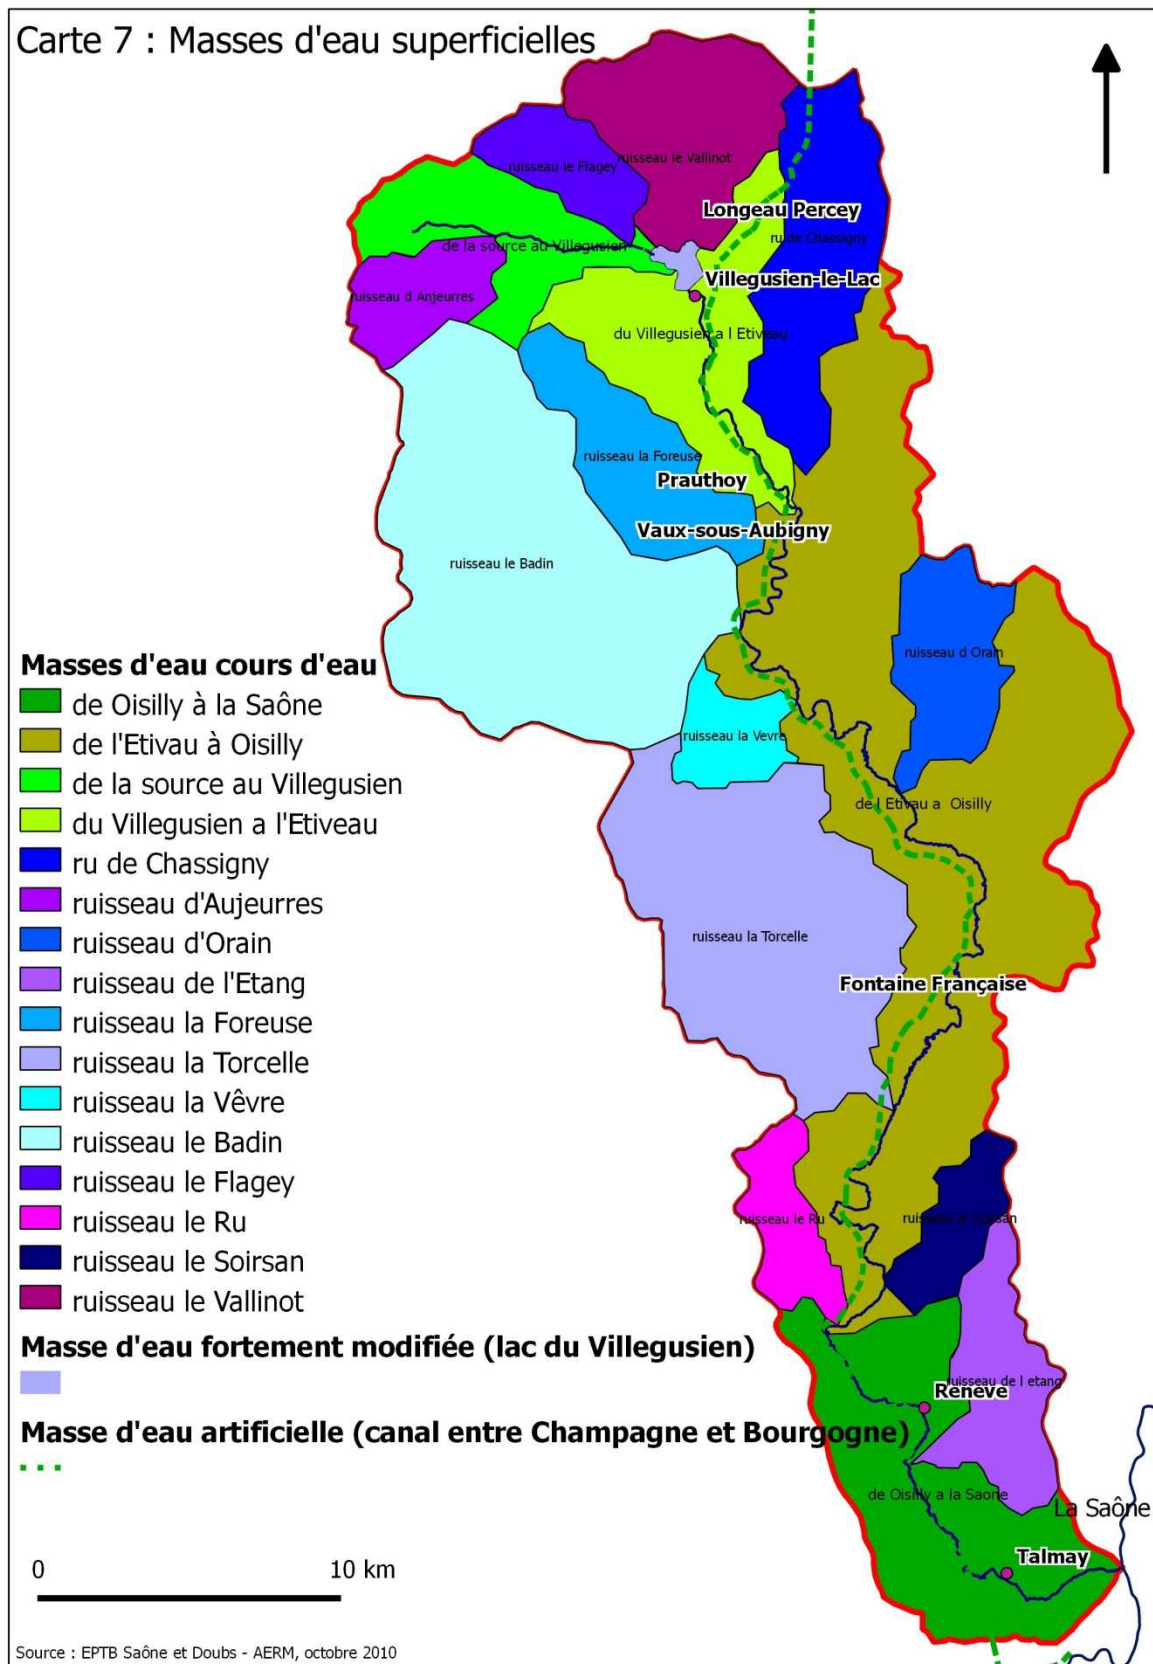 Carte 7 : Masses d'eau superficielles
ruisseau le Vallinot
ruisseau le Flagey
Longeau Percey
ru de Chassigny
de la source au Villegusien
Villegusien-le-Lac
ruisseau d Anjeurres
du Villegusien a l Etiveau
ruisseau la Foreuse
Prauthoy
Vaux-sous-Aubigny
ruisseau le Badin
ruisseau d Orain
ruisseau la Vevre
de l Etivau a Oisilly
ruisseau la Torcelle
Fontaine Française
ruisseau le Ru
ruisseau le Soirsan
ruisseau de l etang
Renève
de Oisilly a la Saone
La Saône
Talmay
Masses d'eau cours d'eau
de Oisilly à la Saône
de l'Etivau à Oisilly
de la source au Villegusien
du Villegusien a l'Etiveau
ru de Chassigny
ruisseau d'Aujeurres
ruisseau d'Orain
ruisseau de l'Etang
ruisseau la Foreuse
ruisseau la Torcelle
ruisseau la Vêvre
ruisseau le Badin
ruisseau le Flagey
ruisseau le Ru
ruisseau le Soirsan
ruisseau le Vallinot
Masse d'eau fortement modifiée (lac du Villegusien)
Masse d'eau artificielle (canal entre Champagne et Bourgogne)
0 10 km
Source : EPTB Saône et Doubs - AERM, octobre 2010